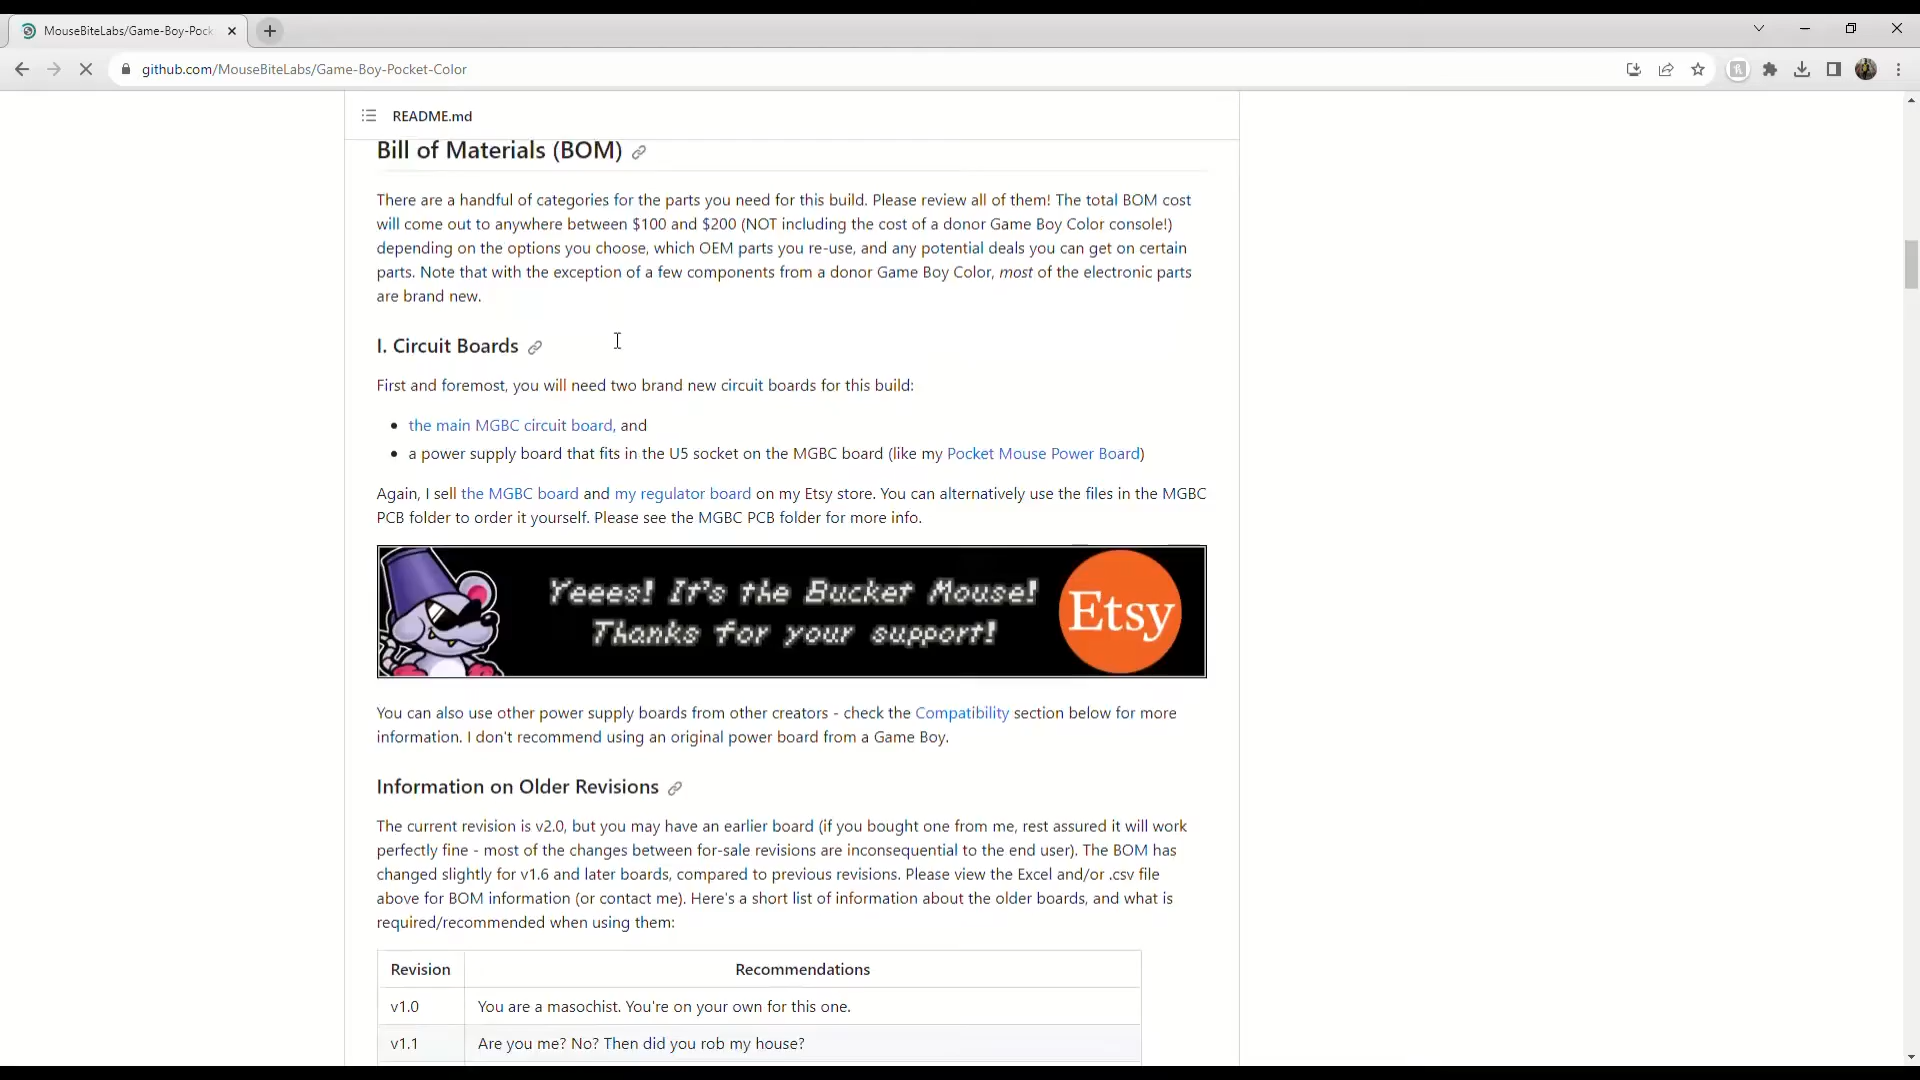 MouseBiteLabs/Game-Boy-Pock
github.com/MouseBiteLabs/Game-Boy-Pocket-Color
README.md
Bill of Materials (BOM)
There are a handful of categories for the parts you need for this build. Please review all of them! The total BOM cost
will come out to anywhere between $100 and $200 (NOT including the cost of a donor Game Boy Color console!)
depending on the options you choose, which OEM parts you re-use, and any potential deals you can get on certain
parts. Note that with the exception of a few components from a donor Game Boy Color, most of the electronic parts
are brand new.
I. Circuit Boards
First and foremost, you will need two brand new circuit boards for this build:
• the main MGBC circuit board, and
• a power supply board that fits in the U5 socket on the MGBC board (like my Pocket Mouse Power Board)
Again, I sell the MGBC board and my regulator board on my Etsy store. You can alternatively use the files in the MGBC
PCB folder to order it yourself. Please see the MGBC PCB folder for more info.
Yeees! It's the Bucket Mouse!
Thanks for your support!
Etsy
You can also use other power supply boards from other creators - check the Compatibility section below for more
information. I don't recommend using an original power board from a Game Boy.
Information on Older Revisions
The current revision is v2.0, but you may have an earlier board (if you bought one from me, rest assured it will work
perfectly fine - most of the changes between for-sale revisions are inconsequential to the end user). The BOM has
changed slightly for v1.6 and later boards, compared to previous revisions. Please view the Excel and/or .csv file
above for BOM information (or contact me). Here's a short list of information about the older boards, and what is
required/recommended when using them:
Revision Recommendations
v1.0 You are a masochist. You're on your own for this one.
v1.1 Are you me? No? Then did you rob my house?